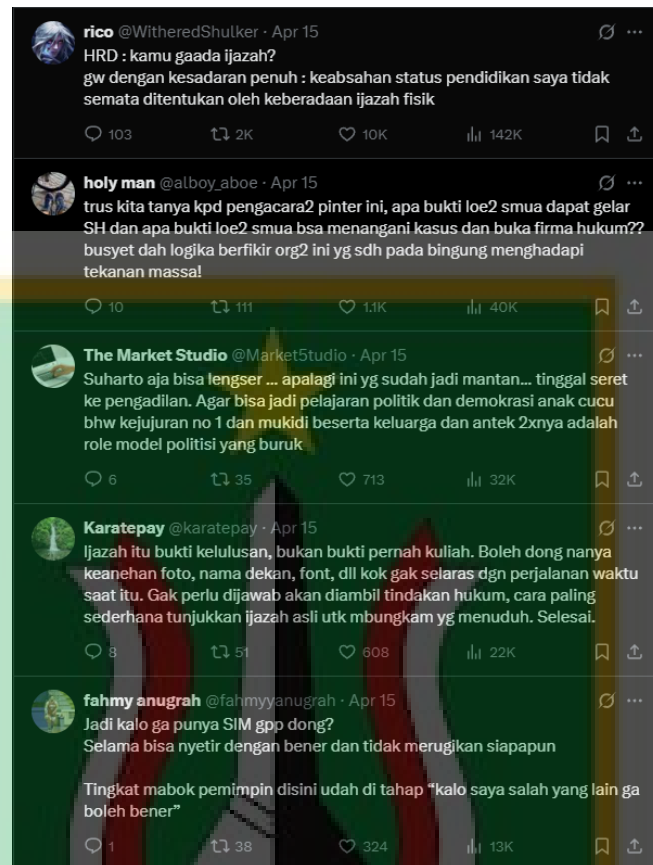 rico @WitheredShulker · Apr 15
HRD : kamu gaada ijazah?
gw dengan kesadaran penuh : keabsahan status pendidikan saya tidak
semata ditentukan oleh keberadaan ijazah fisik
103 2K 10K 142K
holy man @alboy_aboe · Apr 15
trus kita tanya kpd pengacara2 pinter ini, apa bukti loe2 smua dapat gelar
SH dan apa bukti loe2 smua bsa menangani kasus dan buka firma hukum??
busyet dah logika berfikir org2 ini yg sdh pada bingung menghadapi
tekanan massa!
10 111 1.1K 40K
The Market Studio @Market5tudio · Apr 15
Suharto aja bisa lengser ... apalagi ini yg sudah jadi mantan... tinggal seret
ke pengadilan. Agar bisa jadi pelajaran politik dan demokrasi anak cucu
bhw kejujuran no 1 dan mukidi beserta keluarga dan antek 2xnya adalah
role model politisi yang buruk
6 35 713 32K
Karatepay @karatepay · Apr 15
Ijazah itu bukti kelulusan, bukan bukti pernah kuliah. Boleh dong nanya
keanehan foto, nama dekan, font, dll kok gak selaras dgn perjalanan waktu
saat itu. Gak perlu dijawab akan diambil tindakan hukum, cara paling
sederhana tunjukkan ijazah asli utk mbungkam yg menuduh. Selesai.
8 51 608 22K
fahmy anugrah @fahmyyanugrah · Apr 15
Jadi kalo ga punya SIM gpp dong?
Selama bisa nyetir dengan bener dan tidak merugikan siapapun
Tingkat mabok pemimpin disini udah di tahap “kalo saya salah yang lain ga
boleh bener”
1 38 324 13K